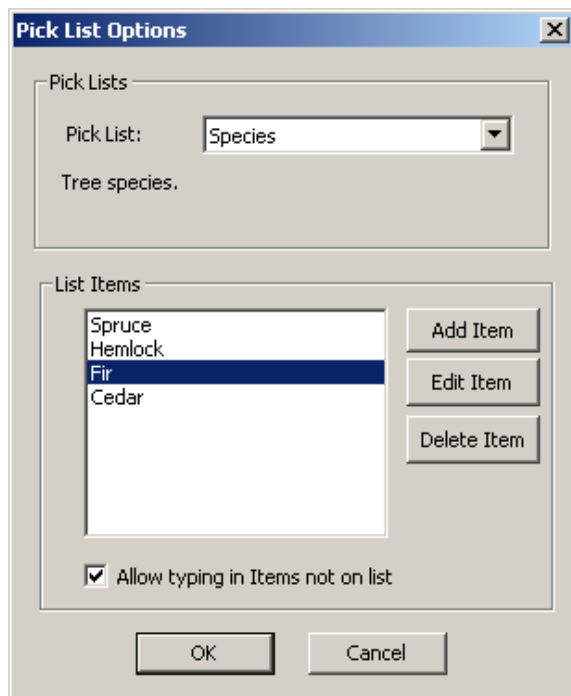 Pick List Options
Pick Lists
Pick List: Species
Tree species.
List Items
Spruce
Hemlock
Fir
Cedar
Add Item
Edit Item
Delete Item
Allow typing in Items not on list
OK Cancel